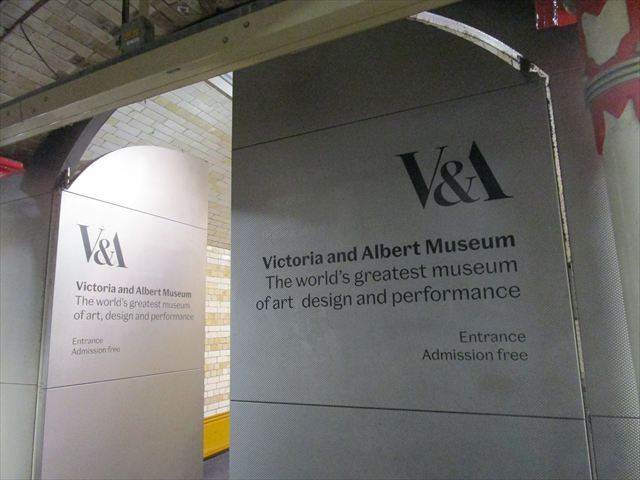 V&A
Victoria and Albert Museum
The world's greatest museum
of art, design and performance
Entrance
Admission free
V&A
Victoria and Albert Museum
The world's greatest museum
of art design and performance
Entrance
Admission free